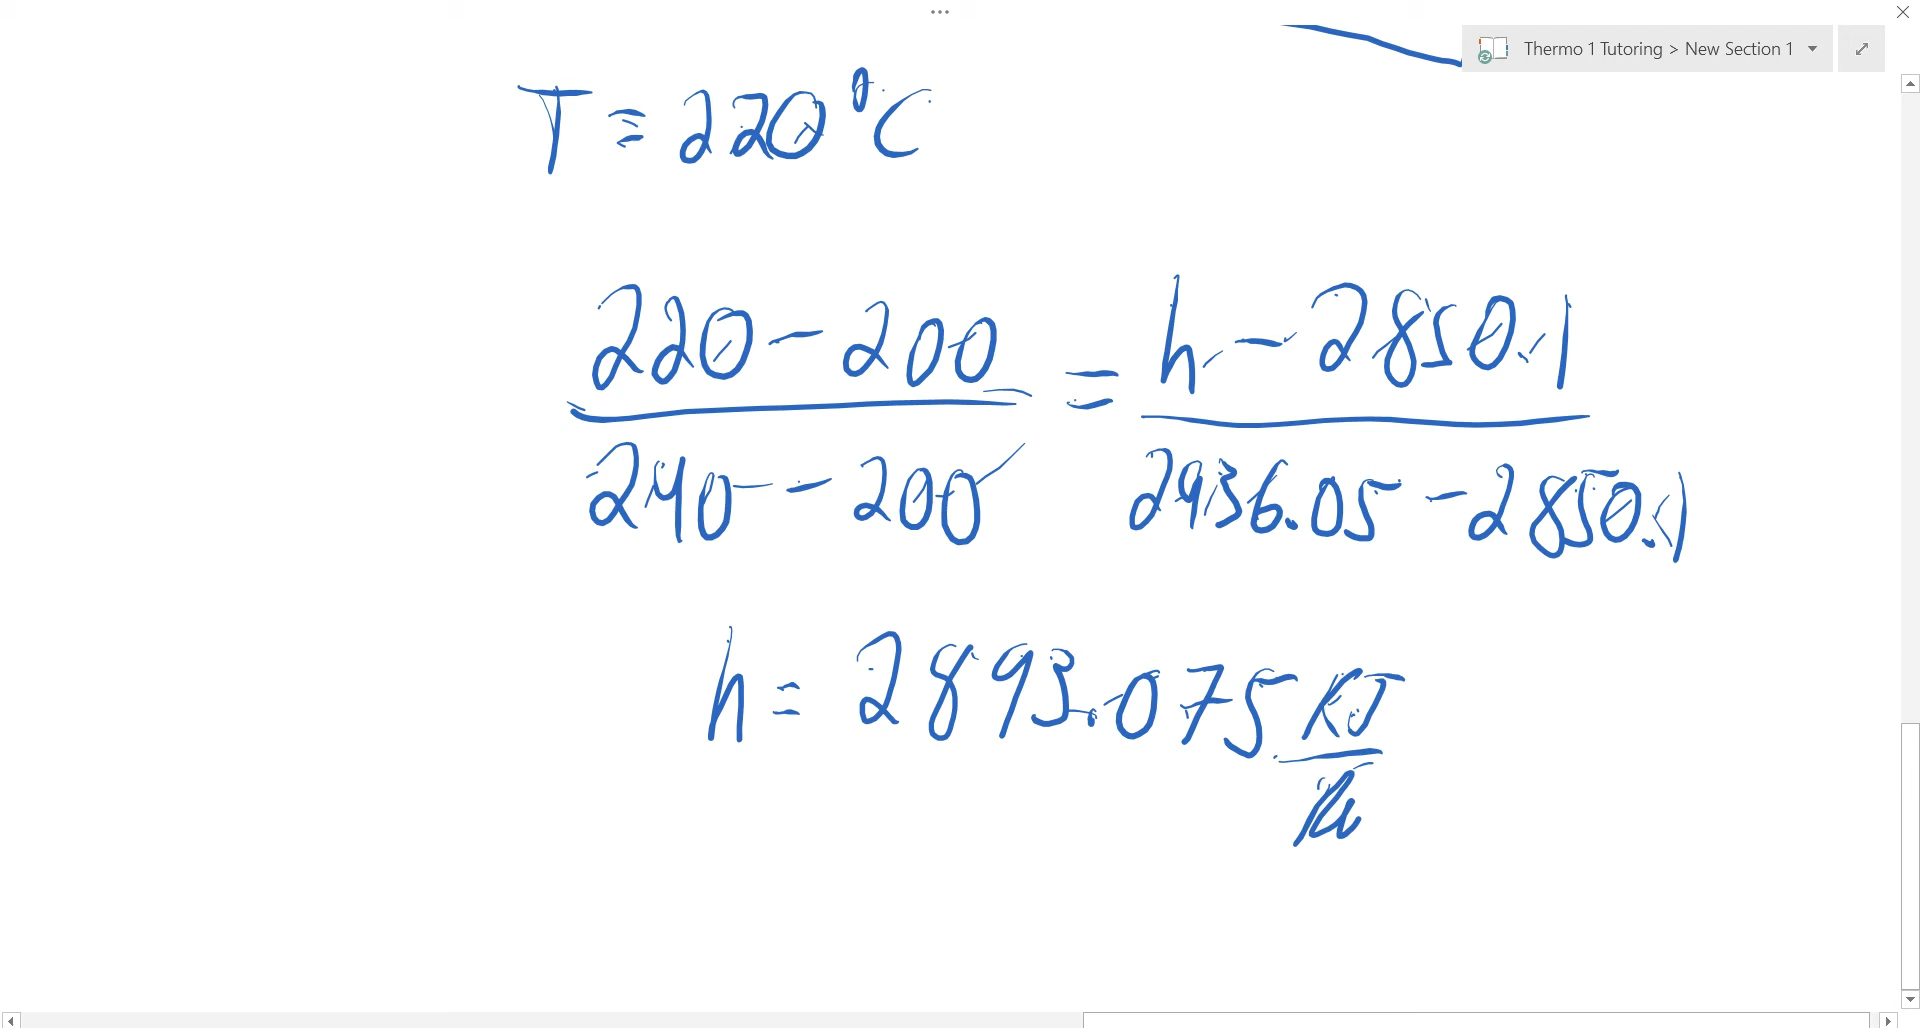 Thermo 1 Tutoring > New Section 1
T = 220°C
220 - 200 = h - 2850.1
240 - 200 2936.05 - 2850.1
h = 2893.075 KJ